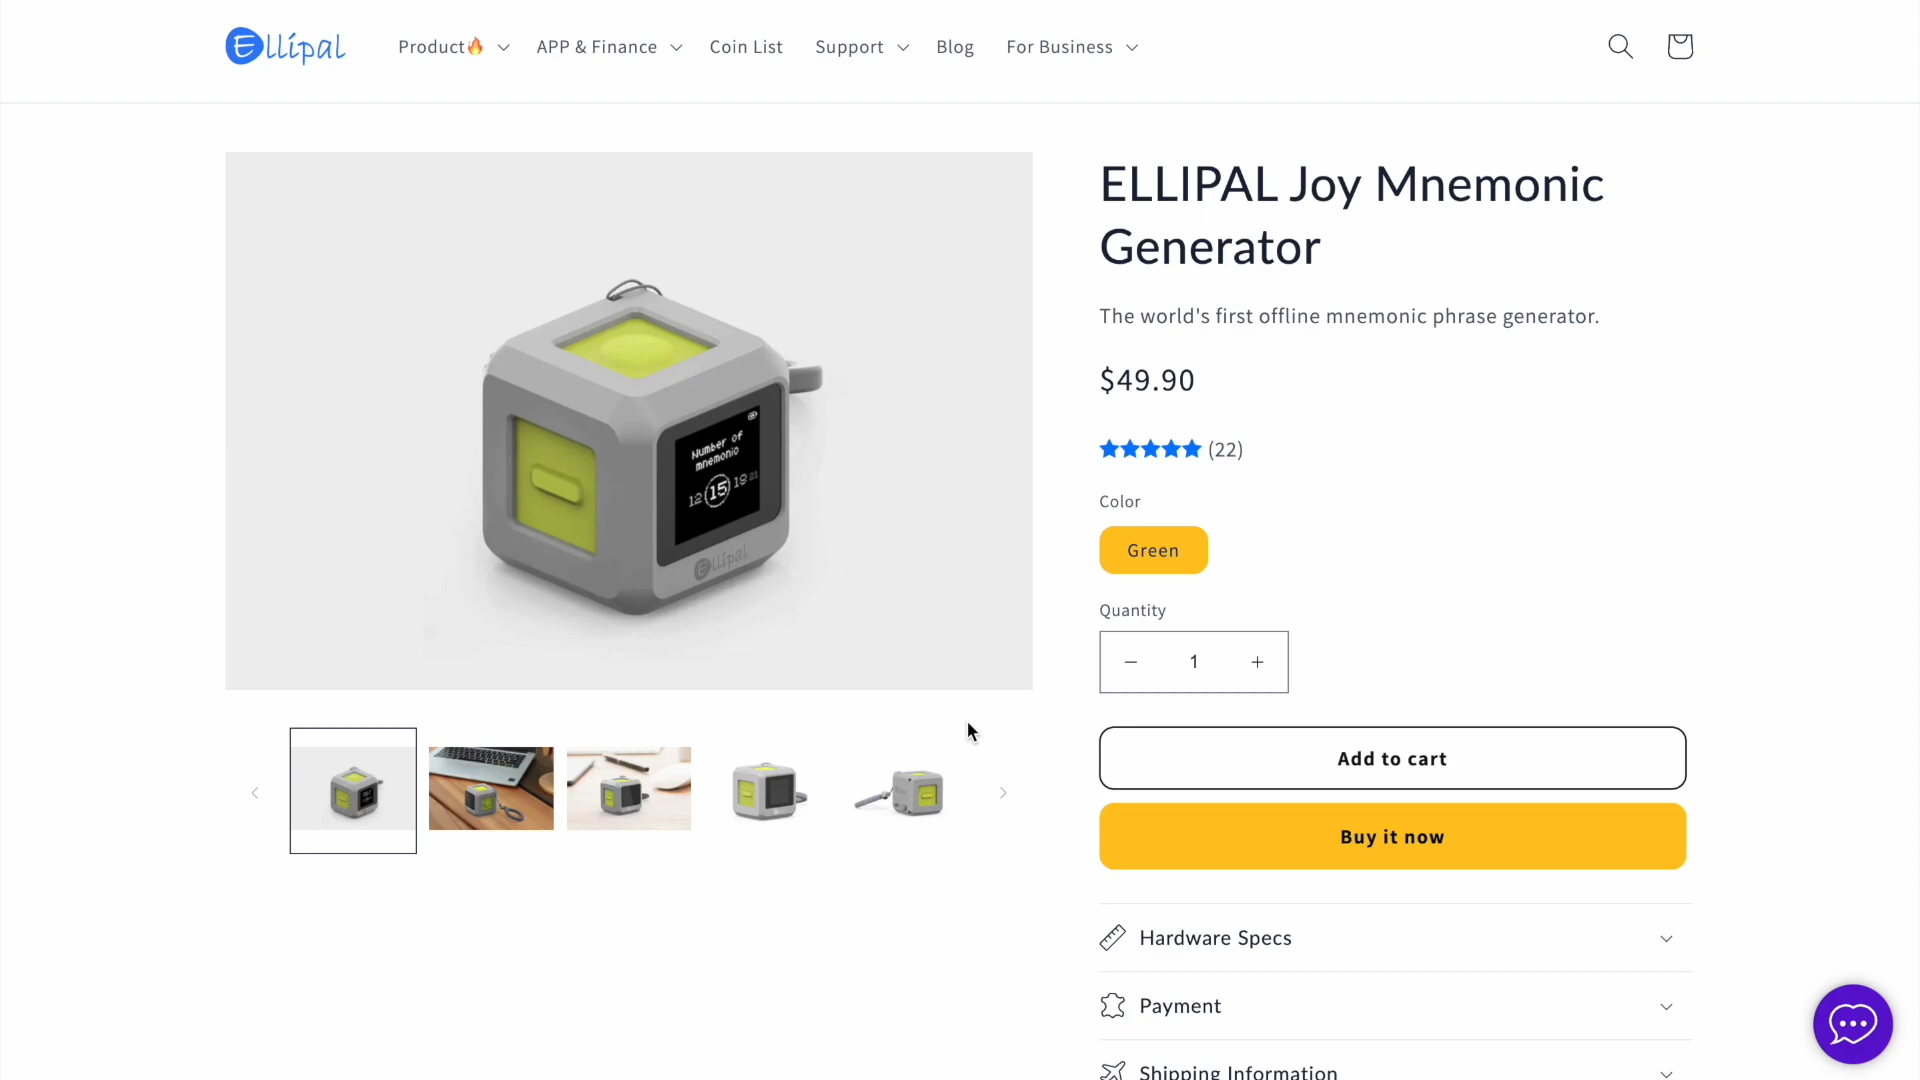 Ellipal
Product🔥
APP & Finance
Coin List
Support
Blog
For Business
ELLIPAL Joy Mnemonic
Generator
The world's first offline mnemonic phrase generator.
$49.90
(22)
Color
Green
Quantity
− 1 +
Add to cart
Buy it now
Hardware Specs
Payment
Shipping Information
Number of
mnemonic
12 15 18 21
Ellipal